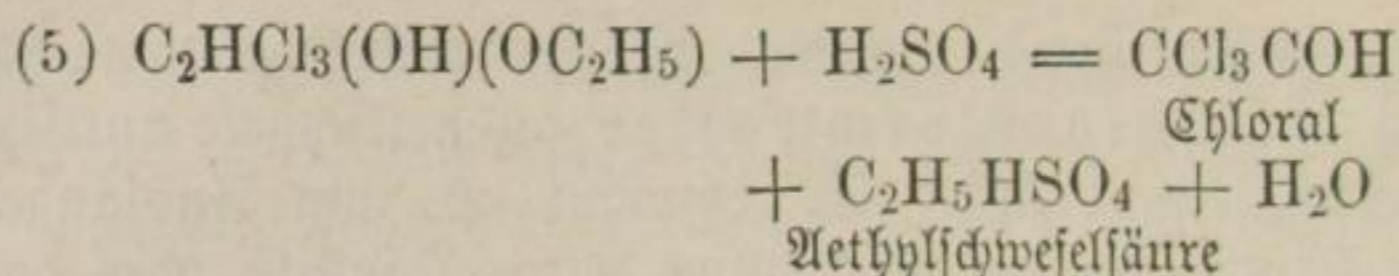 (5) C₂HCl₃(OH)(OC₂H₅) + H₂SO₄ = CCl₃COH
Chloral
+ C₂H₅HSO₄ + H₂O
Aethylschwefelsäure